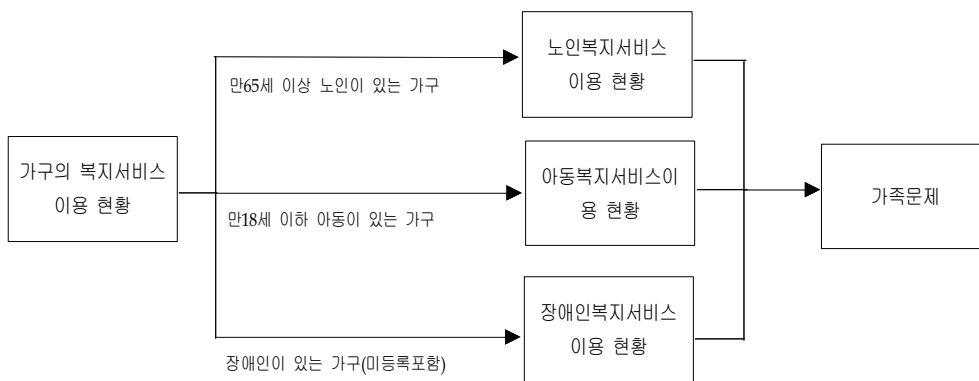 가구의 복지서비스
이용 현황
만65세 이상 노인이 있는 가구
노인복지서비스
이용 현황
만18세 이하 아동이 있는 가구
아동복지서비스이
용 현황
장애인이 있는 가구(미등록포함)
장애인복지서비스
이용 현황
가족문제